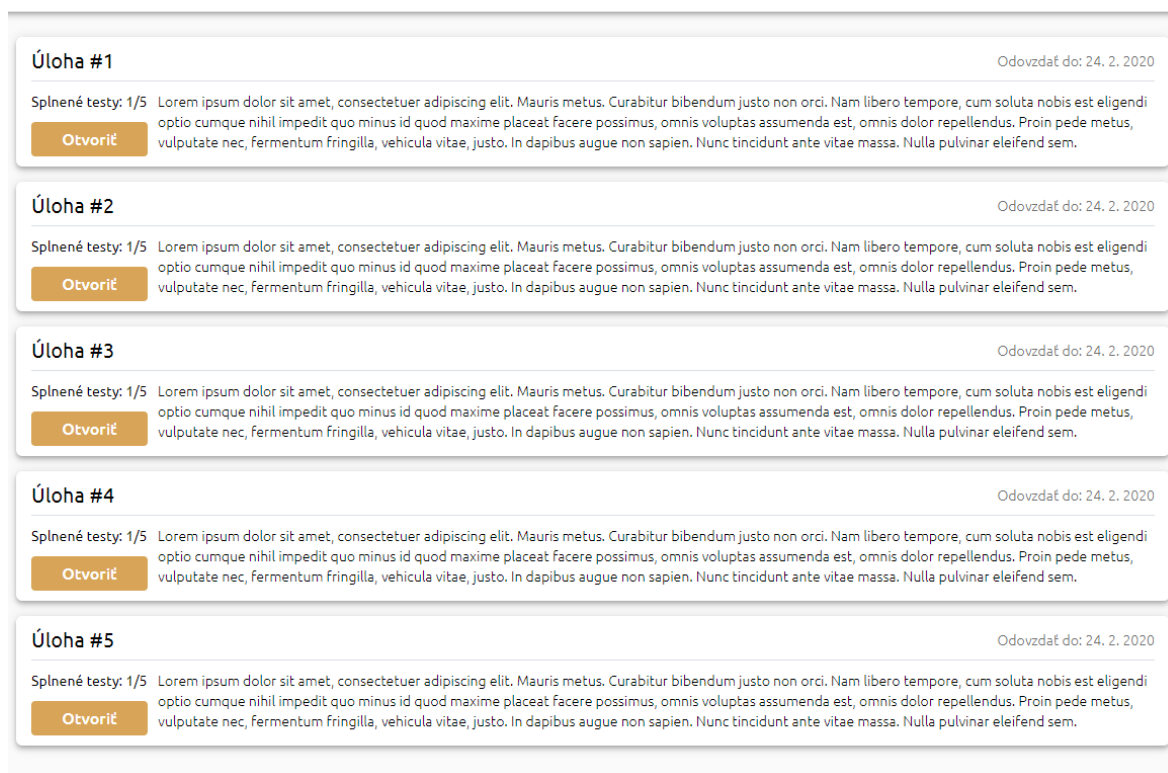 Úloha #1
Odovzdať do: 24. 2. 2020
Splnené testy: 1/5
Otvoriť
Lorem ipsum dolor sit amet, consectetuer adipiscing elit. Mauris metus. Curabitur bibendum justo non orci. Nam libero tempore, cum soluta nobis est eligendi
optio cumque nihil impedit quo minus id quod maxime placeat facere possimus, omnis voluptas assumenda est, omnis dolor repellendus. Proin pede metus,
vulputate nec, fermentum fringilla, vehicula vitae, justo. In dapibus augue non sapien. Nunc tincidunt ante vitae massa. Nulla pulvinar eleifend sem.
Úloha #2
Odovzdať do: 24. 2. 2020
Splnené testy: 1/5
Otvoriť
Lorem ipsum dolor sit amet, consectetuer adipiscing elit. Mauris metus. Curabitur bibendum justo non orci. Nam libero tempore, cum soluta nobis est eligendi
optio cumque nihil impedit quo minus id quod maxime placeat facere possimus, omnis voluptas assumenda est, omnis dolor repellendus. Proin pede metus,
vulputate nec, fermentum fringilla, vehicula vitae, justo. In dapibus augue non sapien. Nunc tincidunt ante vitae massa. Nulla pulvinar eleifend sem.
Úloha #3
Odovzdať do: 24. 2. 2020
Splnené testy: 1/5
Otvoriť
Lorem ipsum dolor sit amet, consectetuer adipiscing elit. Mauris metus. Curabitur bibendum justo non orci. Nam libero tempore, cum soluta nobis est eligendi
optio cumque nihil impedit quo minus id quod maxime placeat facere possimus, omnis voluptas assumenda est, omnis dolor repellendus. Proin pede metus,
vulputate nec, fermentum fringilla, vehicula vitae, justo. In dapibus augue non sapien. Nunc tincidunt ante vitae massa. Nulla pulvinar eleifend sem.
Úloha #4
Odovzdať do: 24. 2. 2020
Splnené testy: 1/5
Otvoriť
Lorem ipsum dolor sit amet, consectetuer adipiscing elit. Mauris metus. Curabitur bibendum justo non orci. Nam libero tempore, cum soluta nobis est eligendi
optio cumque nihil impedit quo minus id quod maxime placeat facere possimus, omnis voluptas assumenda est, omnis dolor repellendus. Proin pede metus,
vulputate nec, fermentum fringilla, vehicula vitae, justo. In dapibus augue non sapien. Nunc tincidunt ante vitae massa. Nulla pulvinar eleifend sem.
Úloha #5
Odovzdať do: 24. 2. 2020
Splnené testy: 1/5
Otvoriť
Lorem ipsum dolor sit amet, consectetuer adipiscing elit. Mauris metus. Curabitur bibendum justo non orci. Nam libero tempore, cum soluta nobis est eligendi
optio cumque nihil impedit quo minus id quod maxime placeat facere possimus, omnis voluptas assumenda est, omnis dolor repellendus. Proin pede metus,
vulputate nec, fermentum fringilla, vehicula vitae, justo. In dapibus augue non sapien. Nunc tincidunt ante vitae massa. Nulla pulvinar eleifend sem.